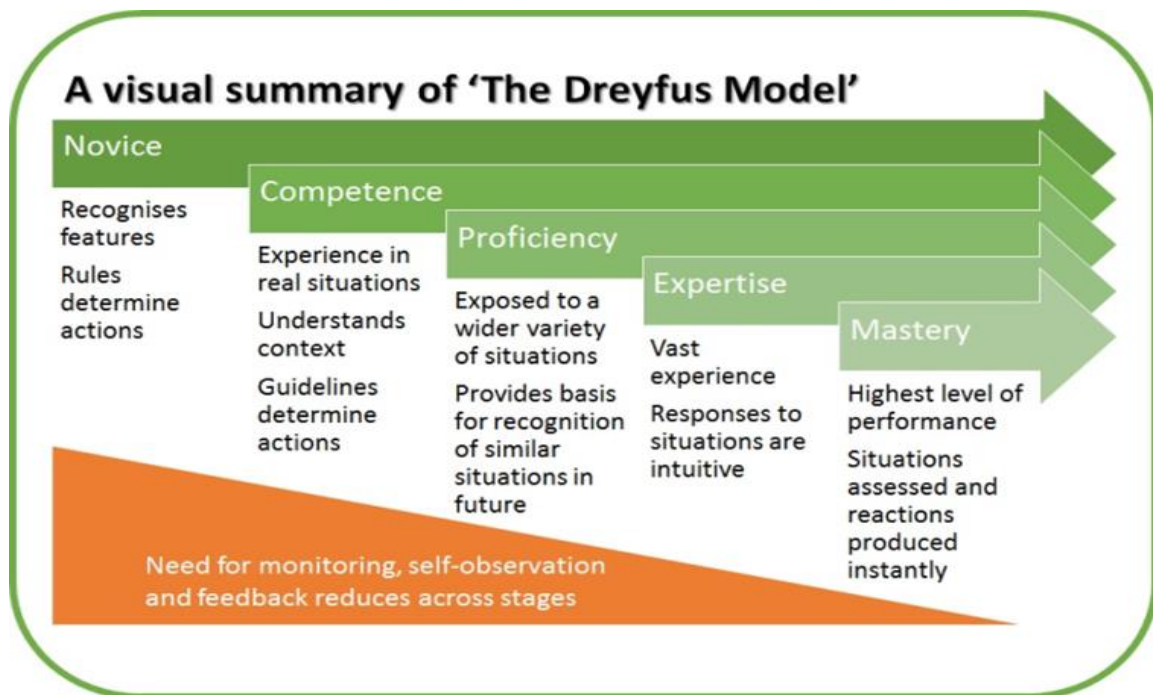 A visual summary of ‘The Dreyfus Model’
Novice
Recognises
features
Rules
determine
actions
Competence
Experience in
real situations
Understands
context
Guidelines
determine
actions
Proficiency
Exposed to a
wider variety
of situations
Provides basis
for recognition
of similar
situations in
future
Expertise
Vast
experience
Responses to
situations are
intuitive
Mastery
Highest level of
performance
Situations
assessed and
reactions
produced
instantly
Need for monitoring, self-observation
and feedback reduces across stages